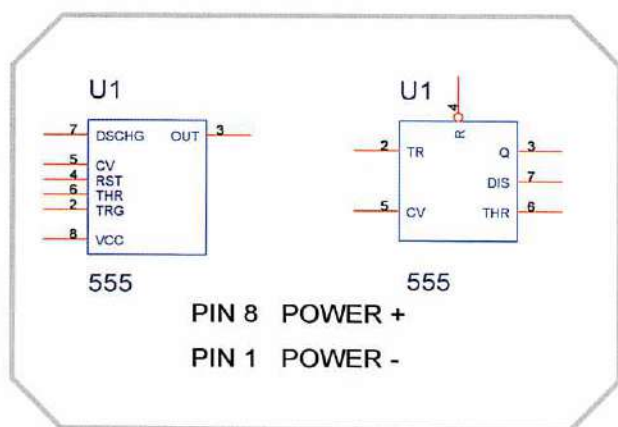 U1
7 DSCHG OUT 3
5 CV
4 RST
6 THR
2 TRG
8 VCC
555
U1
4
R
2 TR Q 3
DIS 7
5 CV THR 6
555
PIN 8 POWER +
PIN 1 POWER -